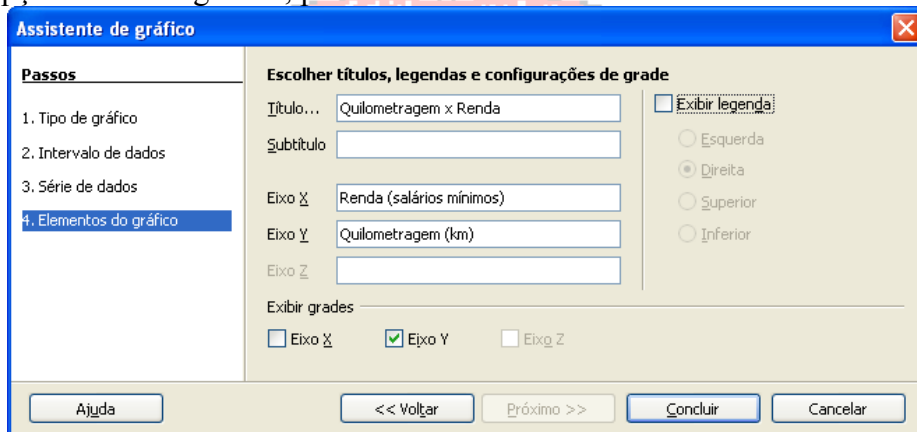 Assistente de gráfico
Passos
1. Tipo de gráfico
2. Intervalo de dados
3. Série de dados
4. Elementos do gráfico
Escolher títulos, legendas e configurações de grade
Título... Quilometragem x Renda
Subtítulo
Eixo X Renda (salários mínimos)
Eixo Y Quilometragem (km)
Eixo Z
Exibir legenda
Esquerda
Direita
Superior
Inferior
Exibir grades
Eixo X Eixo Y Eixo Z
Ajuda << Voltar Próximo >> Concluir Cancelar